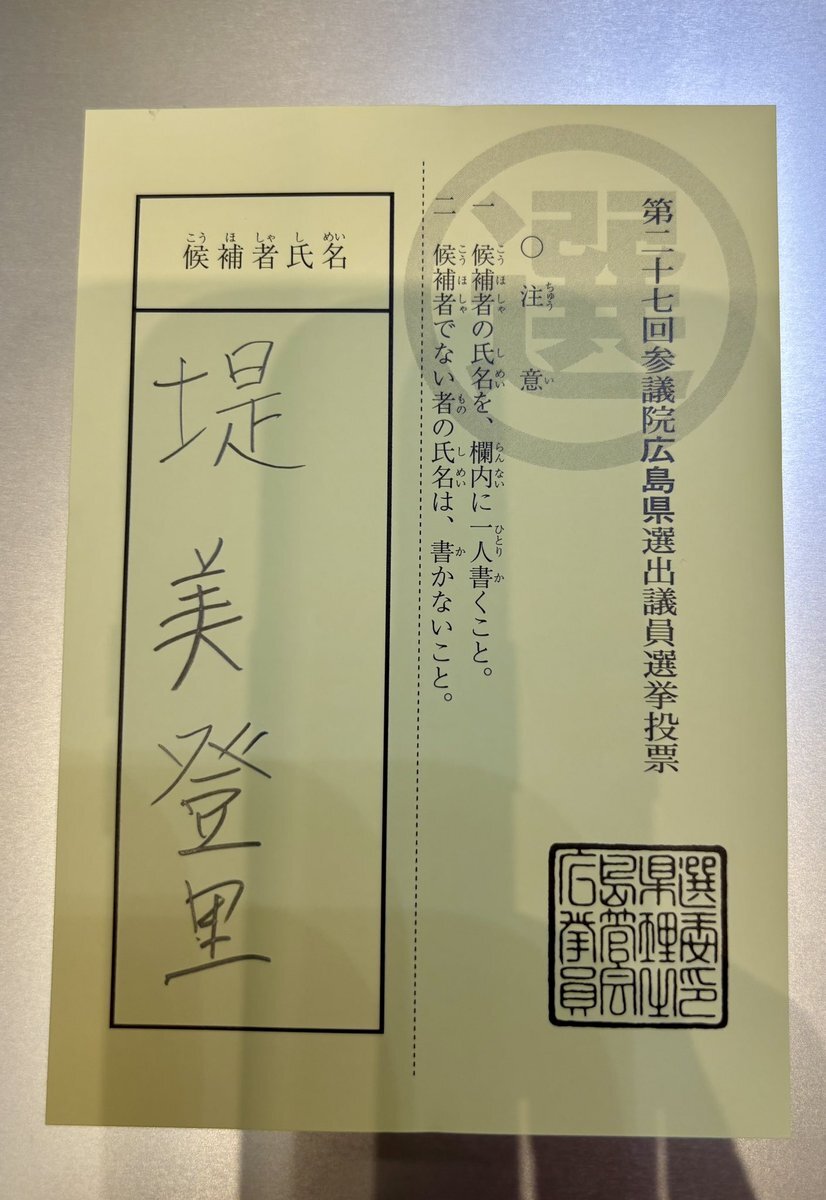 第二十七回参議院広島県選出議員選挙投票
選
〇注意
一 候補者の氏名を、欄内に一人書くこと。
二 候補者でない者の氏名は、書かないこと。
候補者氏名
堤 美登里
広島県選挙管理委員会印